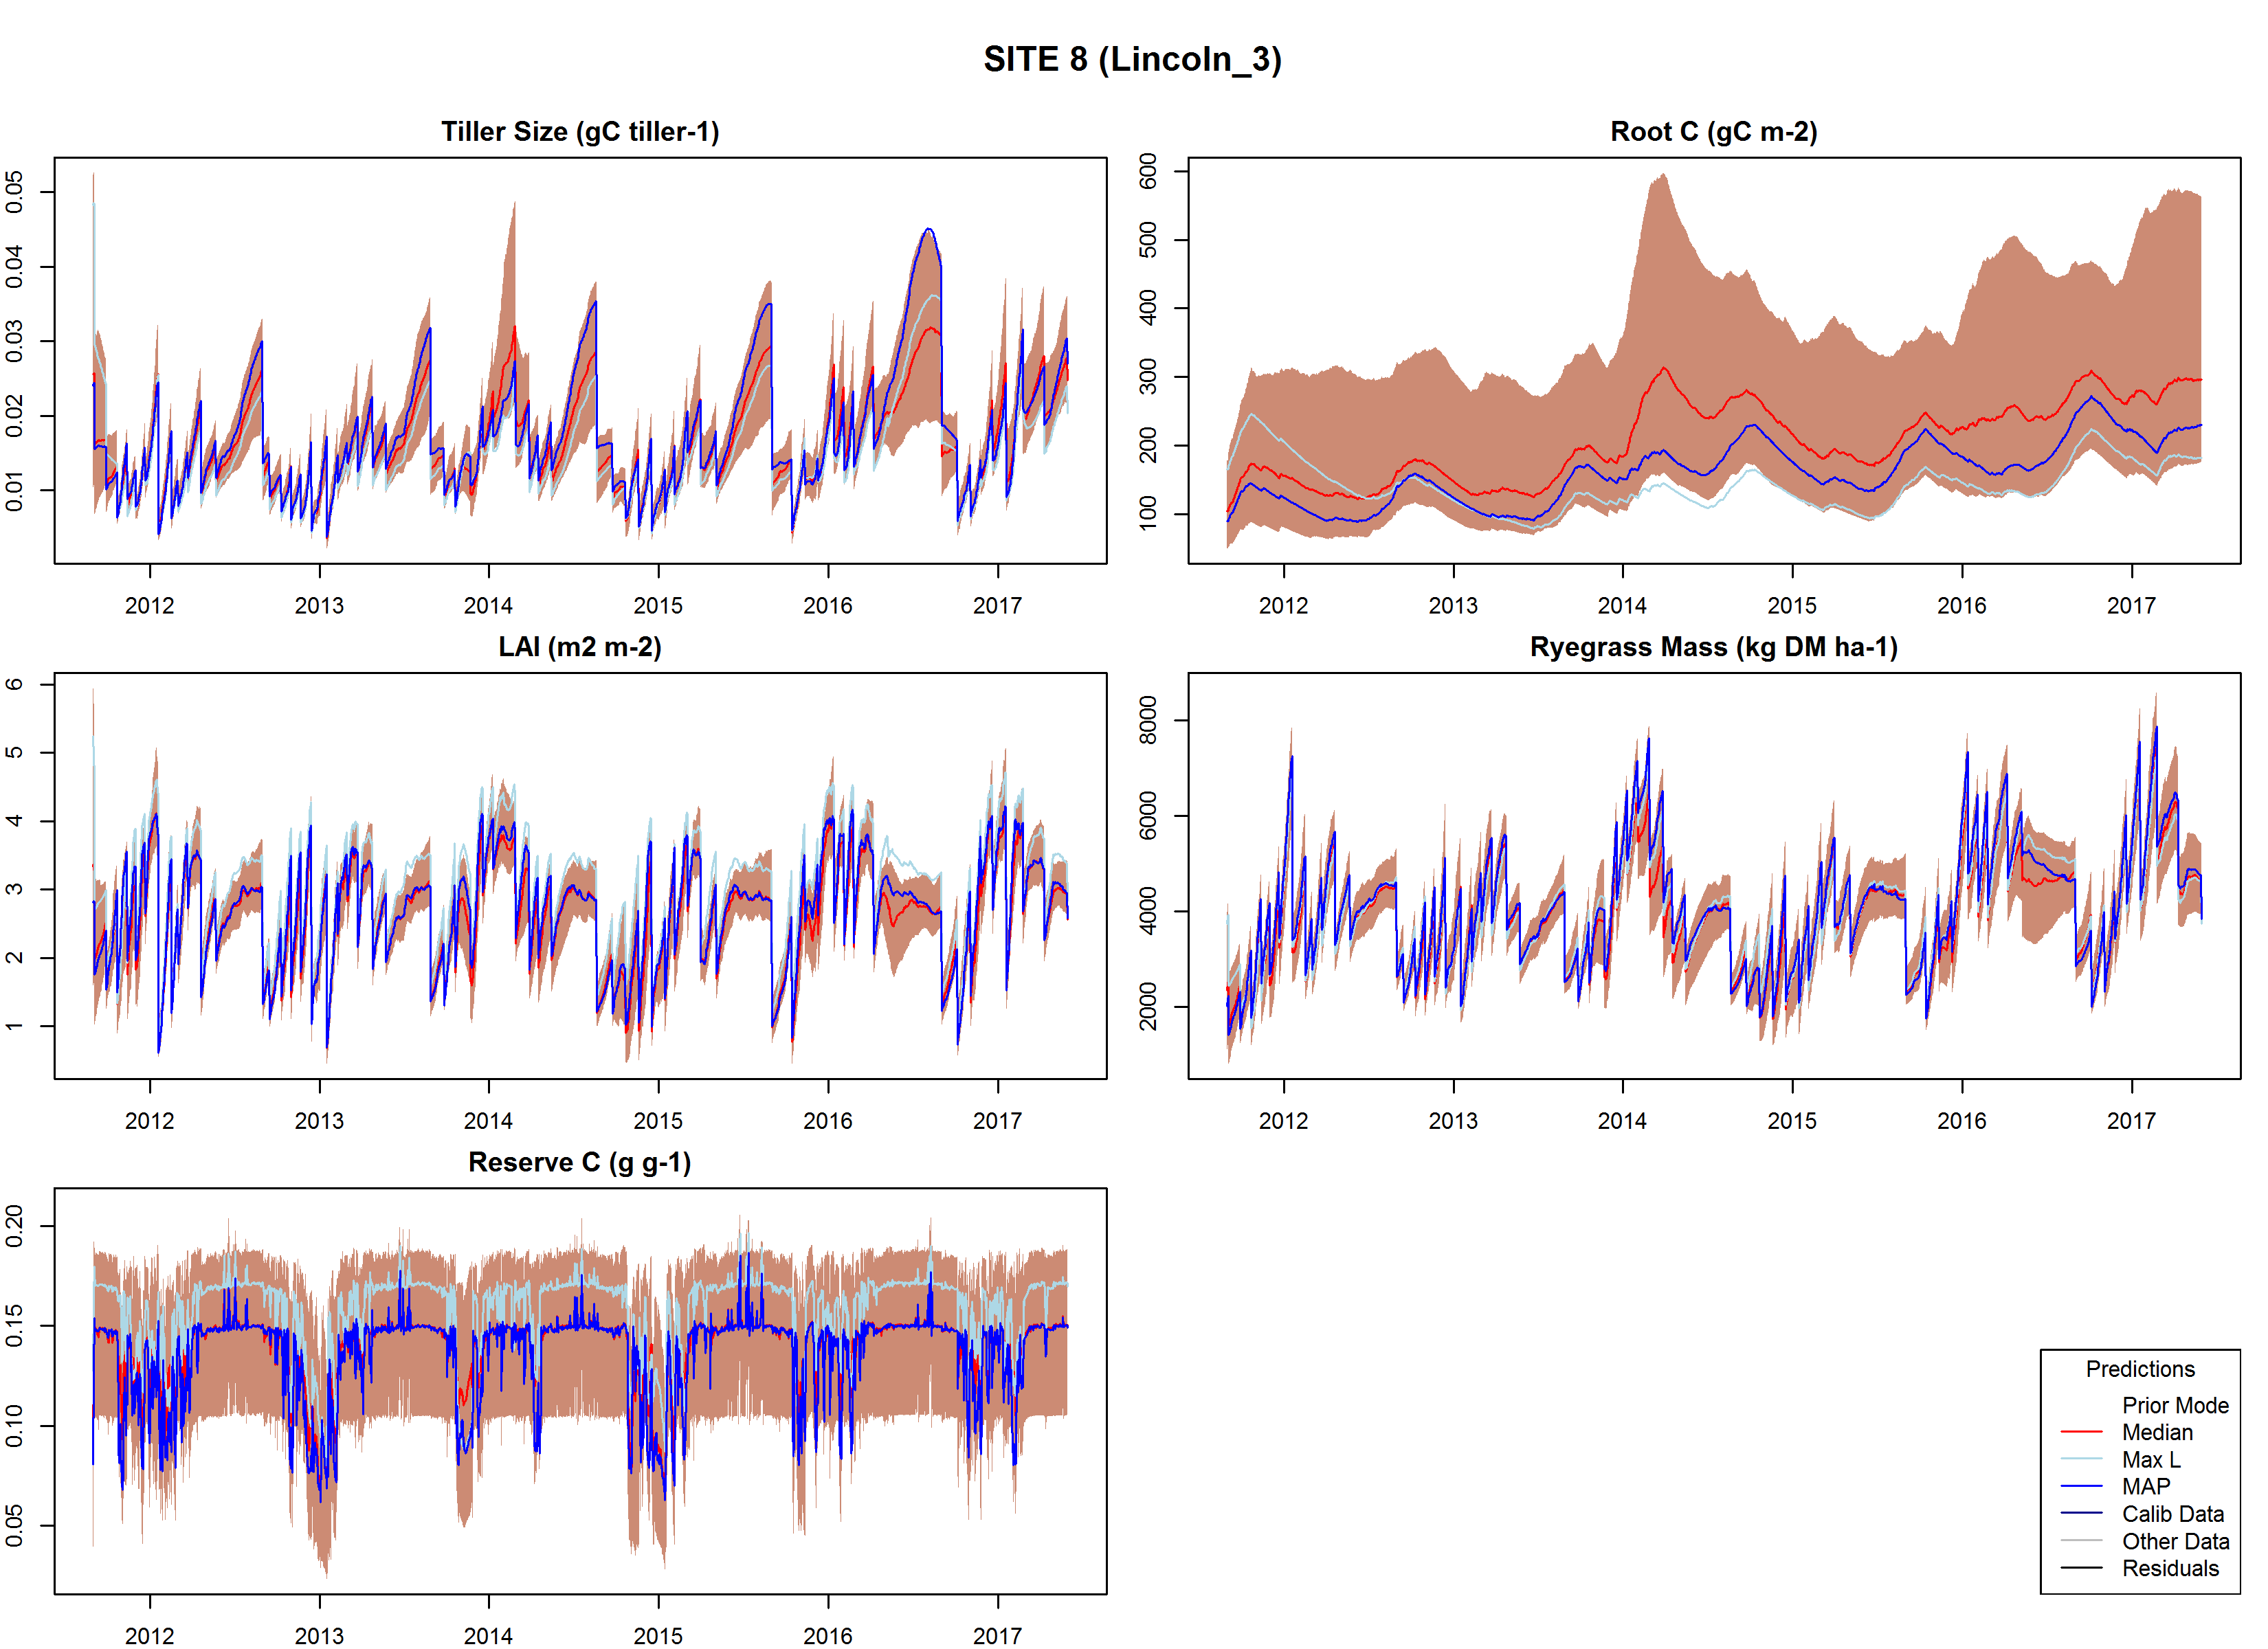 SITE 8 (Lincoln_3)
Tiller Size (gC tiller-1)
0.05
0.04
0.03
0.02
0.01
2012 2013 2014 2015 2016 2017
Root C (gC m-2)
600
500
400
300
200
100
2012 2013 2014 2015 2016 2017
LAI (m2 m-2)
6
5
4
3
2
1
2012 2013 2014 2015 2016 2017
Ryegrass Mass (kg DM ha-1)
8000
6000
4000
2000
2012 2013 2014 2015 2016 2017
Reserve C (g g-1)
0.20
0.15
0.10
0.05
2012 2013 2014 2015 2016 2017
Predictions
Prior Mode
Median
Max L
MAP
Calib Data
Other Data
Residuals